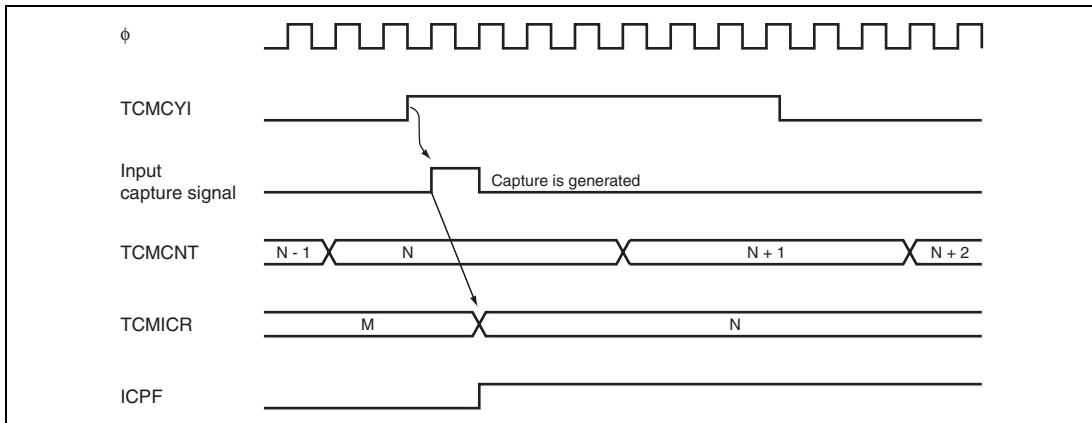 ϕ
TCMCYI
Input
capture signal
Capture is generated
TCMCNT
N - 1
N
N + 1
N + 2
TCMICR
M
N
ICPF